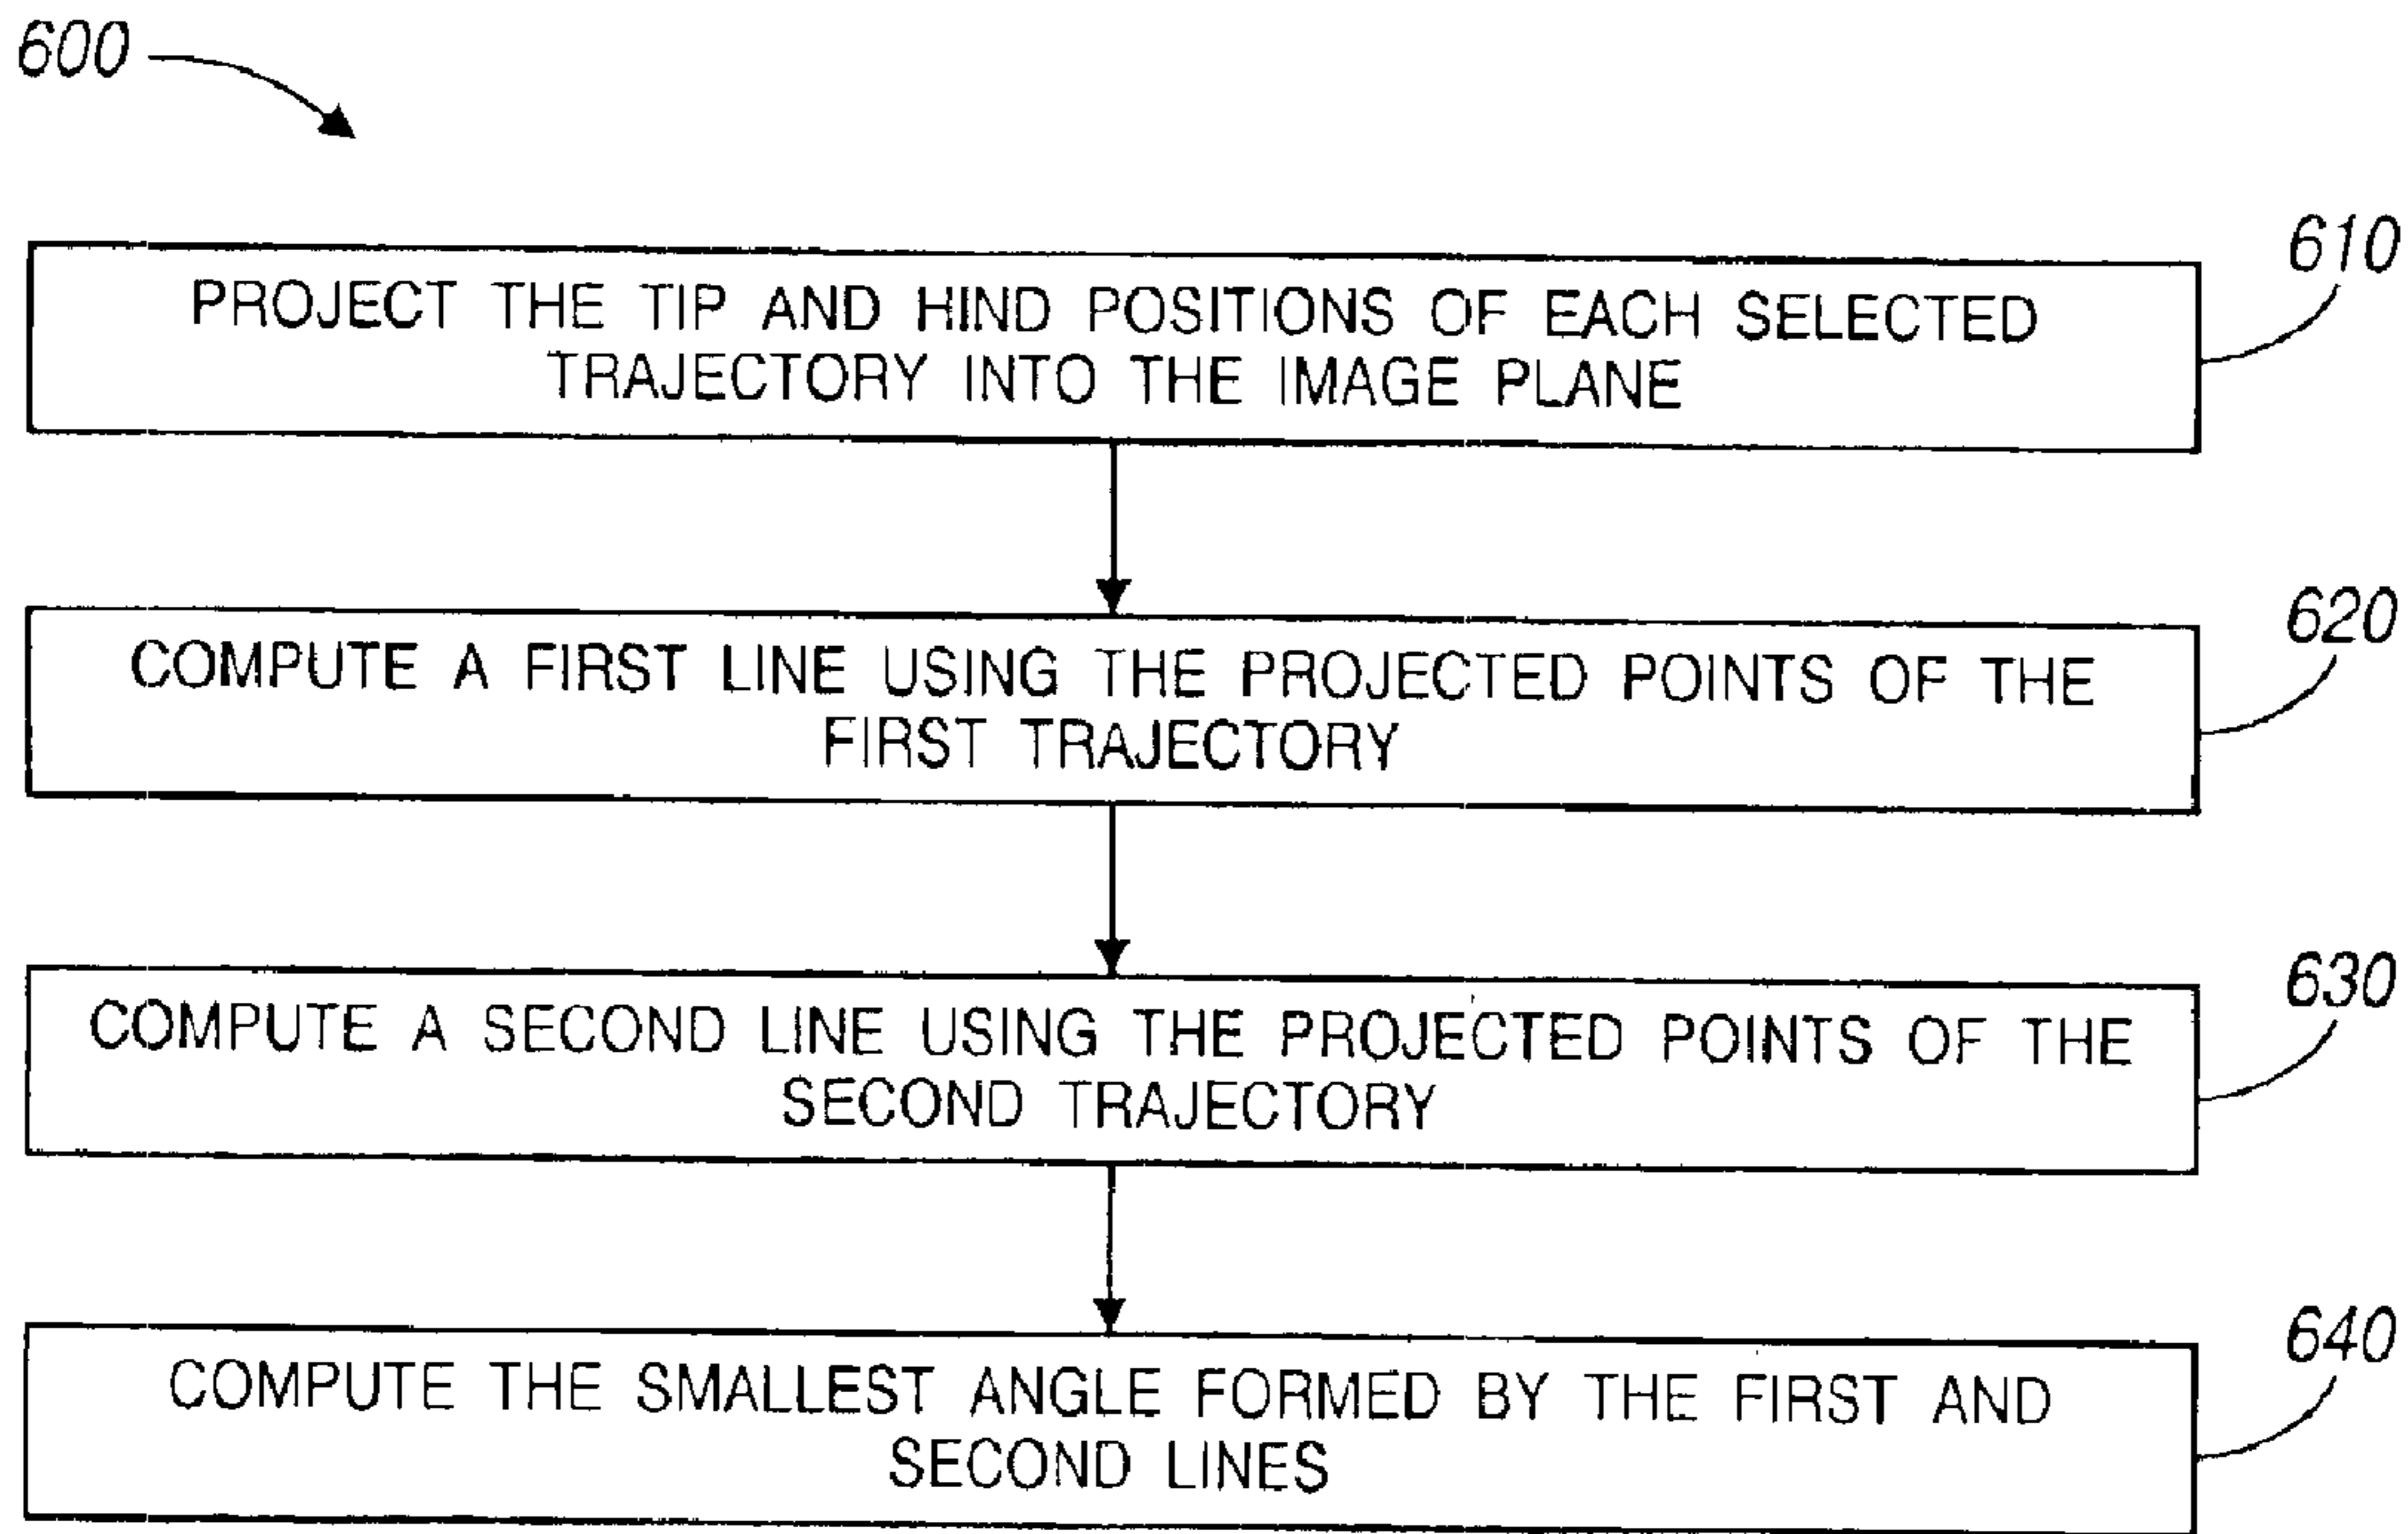 600
610
PROJECT THE TIP AND HIND POSITIONS OF EACH SELECTED
TRAJECTORY INTO THE IMAGE PLANE
620
COMPUTE A FIRST LINE USING THE PROJECTED POINTS OF THE
FIRST TRAJECTORY
630
COMPUTE A SECOND LINE USING THE PROJECTED POINTS OF THE
SECOND TRAJECTORY
640
COMPUTE THE SMALLEST ANGLE FORMED BY THE FIRST AND
SECOND LINES